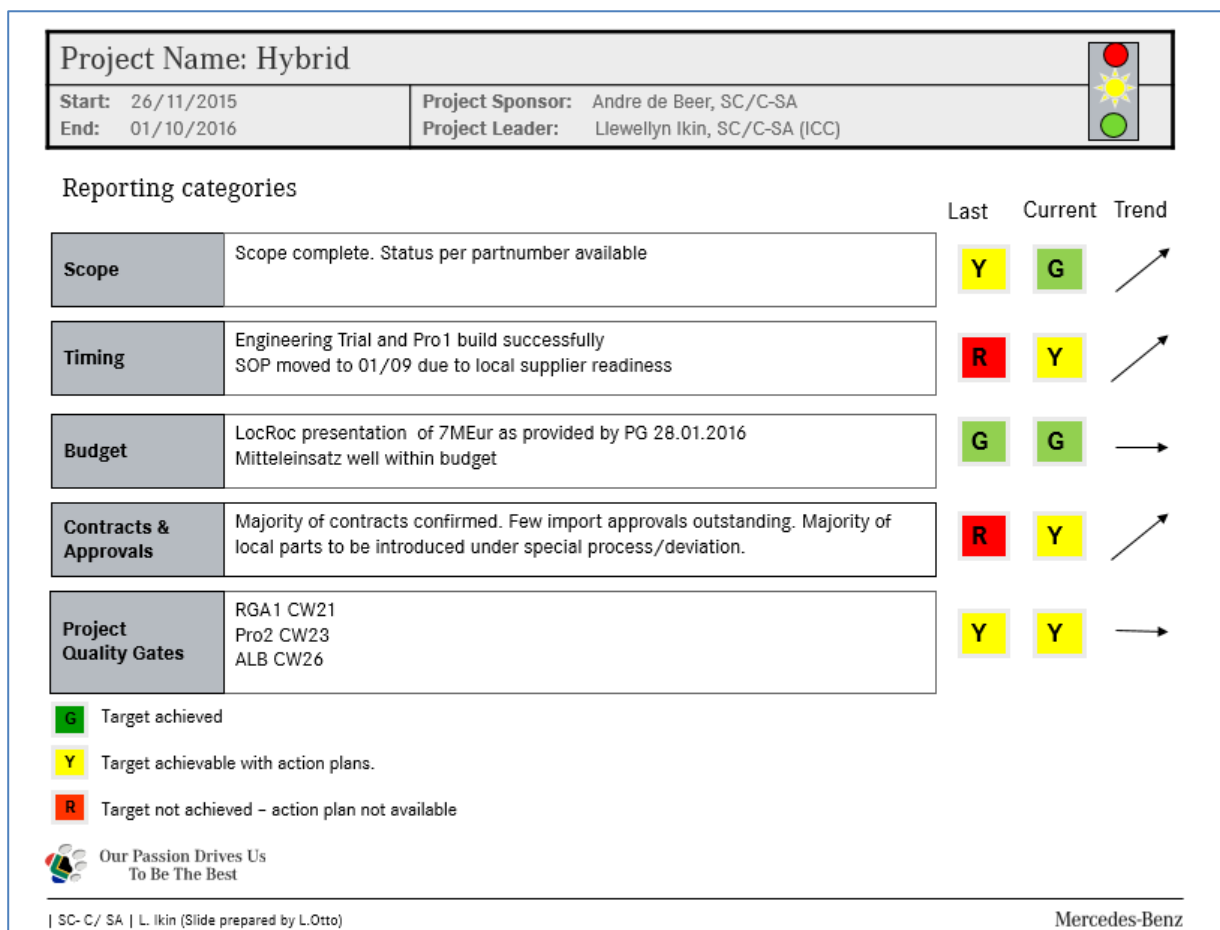 Project Name: Hybrid
Start: 26/11/2015
End: 01/10/2016
Project Sponsor: Andre de Beer, SC/C-SA
Project Leader: Llewellyn Ikin, SC/C-SA (ICC)
Reporting categories
Last Current Trend
Scope
Scope complete. Status per partnumber available
Y G
Timing
Engineering Trial and Pro1 build successfully
SOP moved to 01/09 due to local supplier readiness
R Y
Budget
LocRoc presentation of 7MEur as provided by PG 28.01.2016
Mitteleinsatz well within budget
G G
Contracts &
Approvals
Majority of contracts confirmed. Few import approvals outstanding. Majority of
local parts to be introduced under special process/deviation.
R Y
Project
Quality Gates
RGA1 CW21
Pro2 CW23
ALB CW26
Y Y
G Target achieved
Y Target achievable with action plans.
R Target not achieved – action plan not available
Our Passion Drives Us
To Be The Best
| SC- C/ SA | L. Ikin (Slide prepared by L.Otto)
Mercedes-Benz